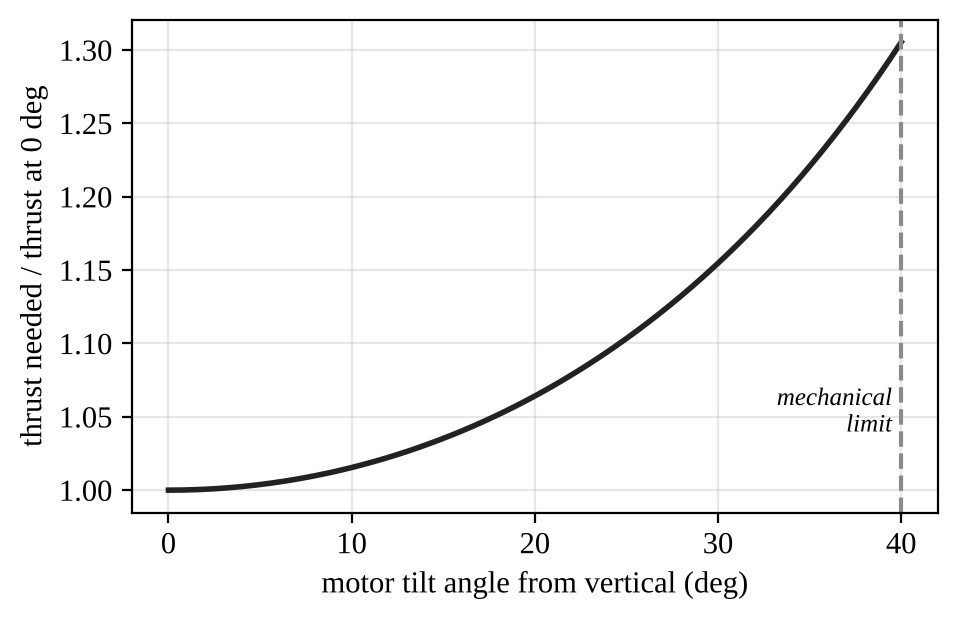 thrust needed / thrust at 0 deg
1.30
1.25
1.20
1.15
1.10
1.05
1.00
mechanical
limit
0 10 20 30 40
motor tilt angle from vertical (deg)